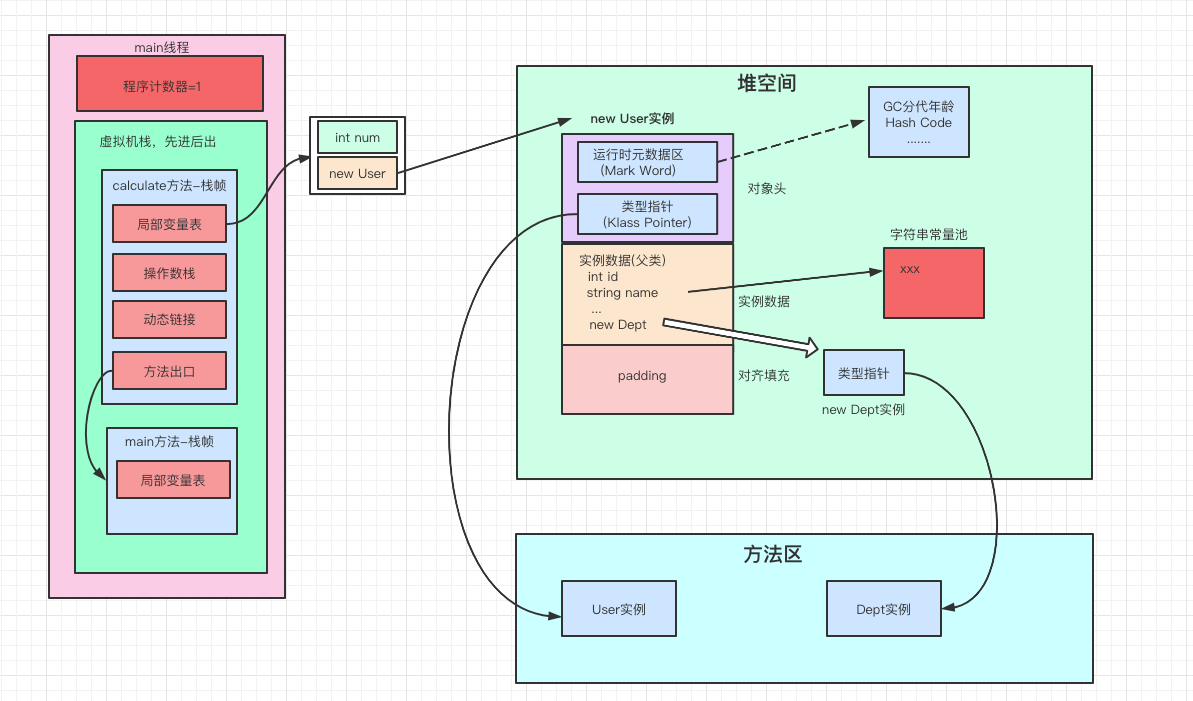 main线程
程序计数器=1
虚拟机栈，先进后出
calculate方法-栈帧
局部变量表
操作数栈
动态链接
方法出口
main方法-栈帧
局部变量表
int num
new User
堆空间
new User实例
运行时元数据区
(Mark Word)
类型指针
(Klass Pointer)
对象头
GC分代年龄
Hash Code
.......
实例数据(父类)
int id
string name
...
new Dept
实例数据
字符串常量池
xxx
padding
对齐填充
类型指针
new Dept实例
方法区
User实例
Dept实例